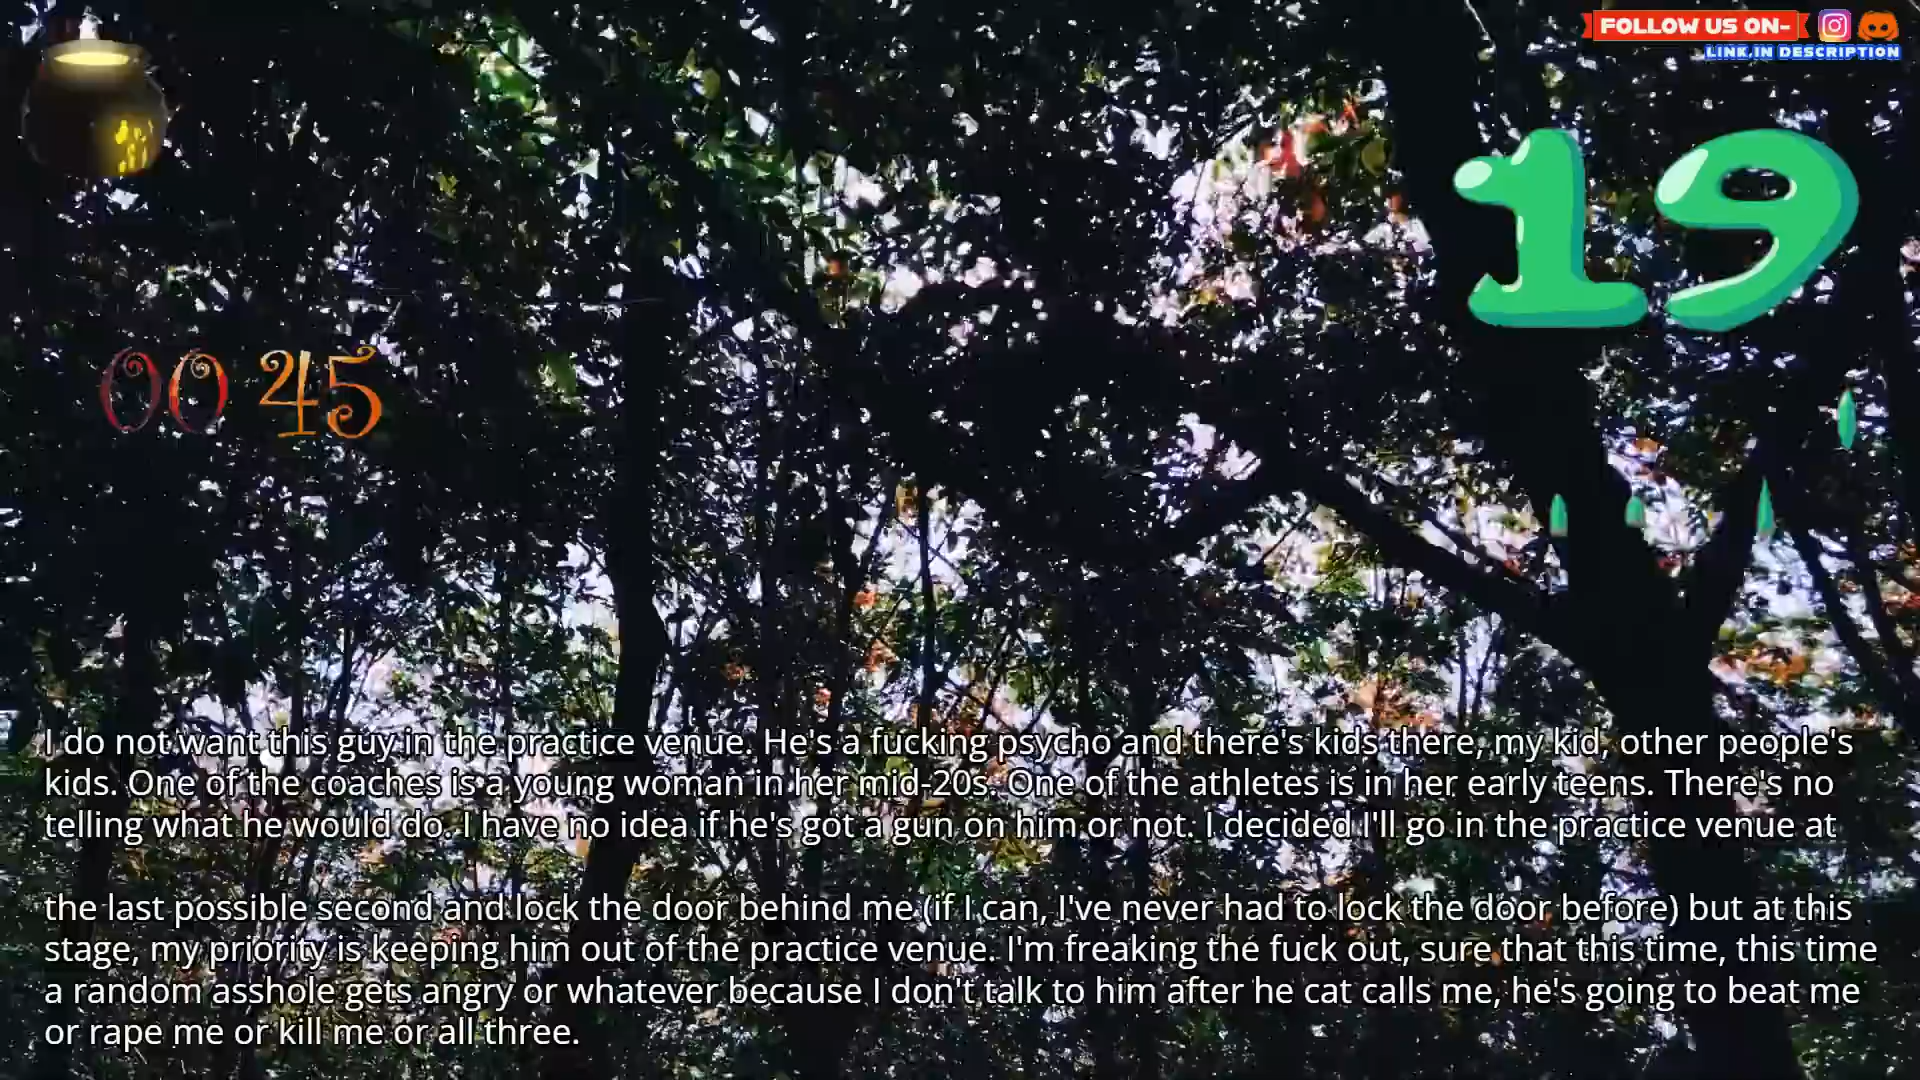 FOLLOW US ON-
LINK IN DESCRIPTION
19
00 45
I do not want this guy in the practice venue. He's a fucking psycho and there's kids there, my kid, other people's
kids. One of the coaches is a young woman in her mid-20s. One of the athletes is in her early teens. There's no
telling what he would do. I have no idea if he's got a gun on him or not. I decided I'll go in the practice venue at
the last possible second and lock the door behind me (if I can, I've never had to lock the door before) but at this
stage, my priority is keeping him out of the practice venue. I'm freaking the fuck out, sure that this time, this time
a random asshole gets angry or whatever because I don't talk to him after he cat calls me, he's going to beat me
or rape me or kill me or all three.